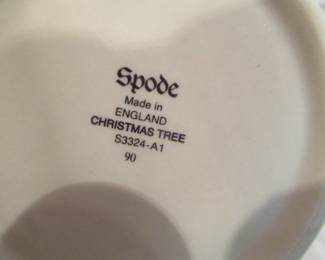 Spode
Made in
ENGLAND
CHRISTMAS TREE
S3324-A1
90